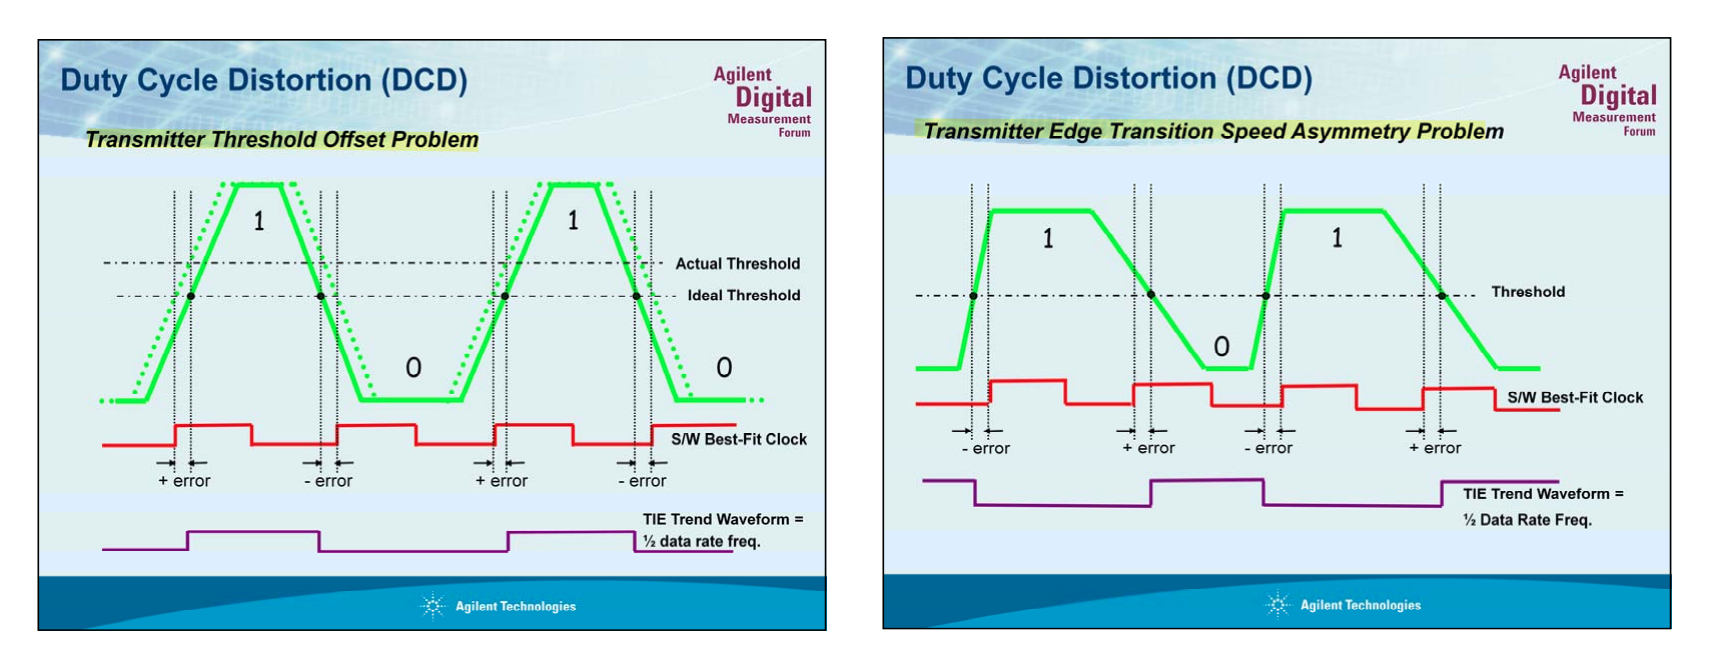 Duty Cycle Distortion (DCD)
Agilent
Digital
Measurement
Forum
Transmitter Threshold Offset Problem
1
1
Actual Threshold
Ideal Threshold
0
0
S/W Best-Fit Clock
+ error
- error
+ error
- error
TIE Trend Waveform =
½ data rate freq.
Agilent Technologies
Duty Cycle Distortion (DCD)
Agilent
Digital
Measurement
Forum
Transmitter Edge Transition Speed Asymmetry Problem
1
1
Threshold
0
S/W Best-Fit Clock
- error
+ error
- error
+ error
TIE Trend Waveform =
½ Data Rate Freq.
Agilent Technologies